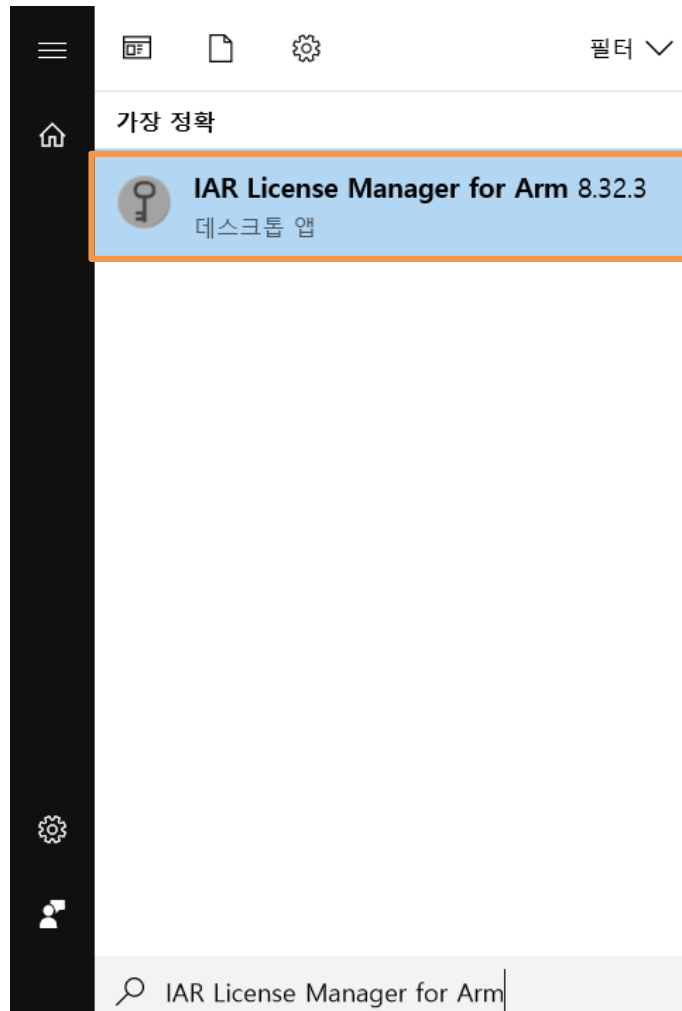 필터
가장 정확
IAR License Manager for Arm 8.32.3
데스크톱 앱
IAR License Manager for Arm